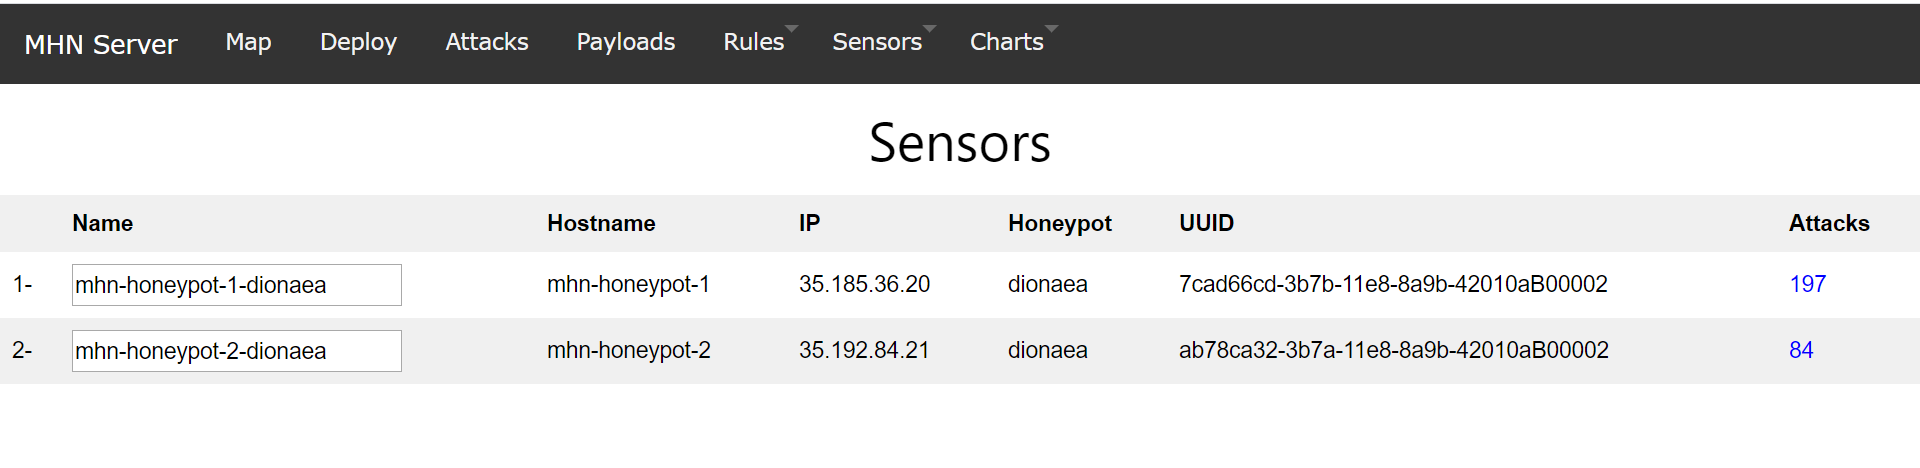 MHN Server Map Deploy Attacks Payloads Rules Sensors Charts
Sensors
Name Hostname IP Honeypot UUID Attacks
1- mhn-honeypot-1-dionaea mhn-honeypot-1 35.185.36.20 dionaea 7cad66cd-3b7b-11e8-8a9b-42010aB00002 197
2- mhn-honeypot-2-dionaea mhn-honeypot-2 35.192.84.21 dionaea ab78ca32-3b7a-11e8-8a9b-42010aB00002 84